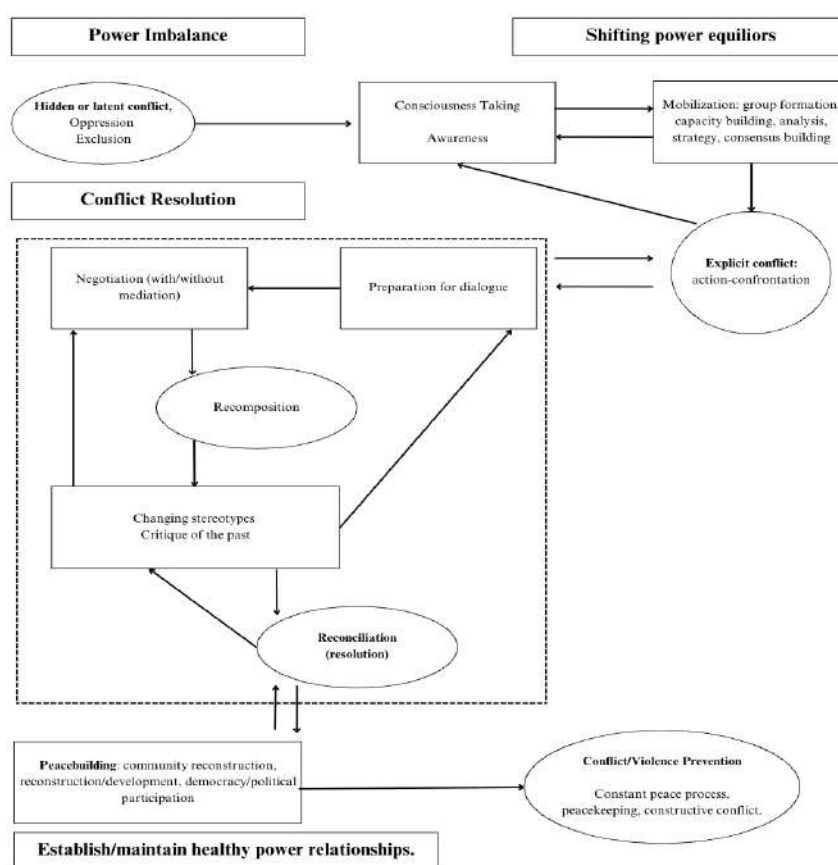 Power Imbalance
Shifting power equiliors
Hidden or latent conflict,
Oppression
Exclusion
Consciousness Taking
Awareness
Mobilization: group formation,
capacity building, analysis,
strategy, consensus building
Conflict Resolution
Negotiation (with/without
mediation)
Preparation for dialogue
Explicit conflict:
action-confrontation
Recomposition
Changing stereotypes
Critique of the past
Reconciliation
(resolution)
Peacebuilding: community reconstruction,
reconstruction/development, democracy/political
participation
Conflict/Violence Prevention
Constant peace process,
peacekeeping, constructive conflict.
Establish/maintain healthy power relationships.